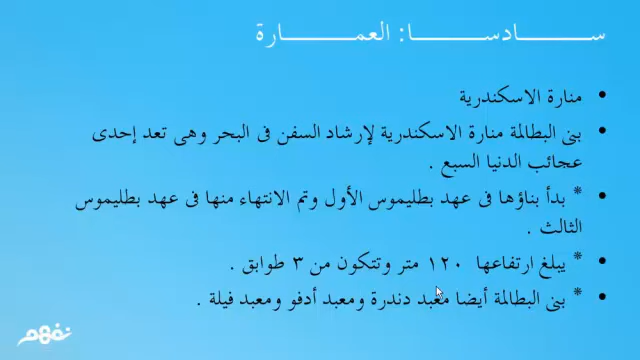 سادسا: العمارة
منارة الاسكندرية
بنى البطالمة منارة الاسكندرية لإرشاد السفن فى البحر وهى تعد إحدى
عجائب الدنيا السبع .
* بدأ بناؤها فى عهد بطليموس الأول وتم الانتهاء منها فى عهد بطليموس
الثالث .
* يبلغ ارتفاعها ١٢٠ متر وتتكون من ٣ طوابق .
* بنى البطالمة أيضا معبد دندرة ومعبد أدفو ومعبد فيلة .
نفهم